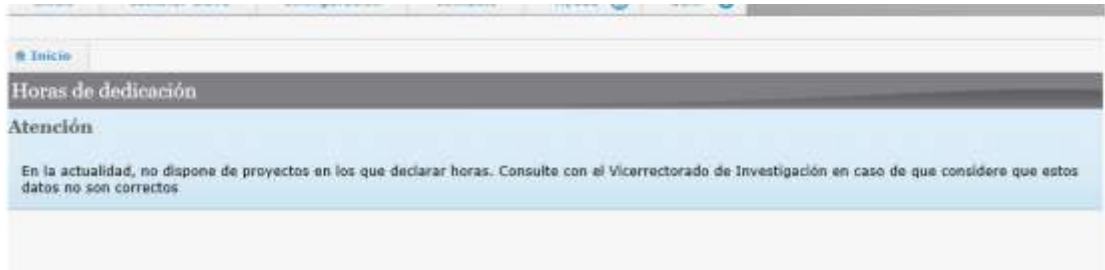 Inicio
Horas de dedicación
Atención
En la actualidad, no dispone de proyectos en los que declarar horas. Consulte con el Vicerrectorado de Investigación en caso de que considere que estos
datos no son correctos